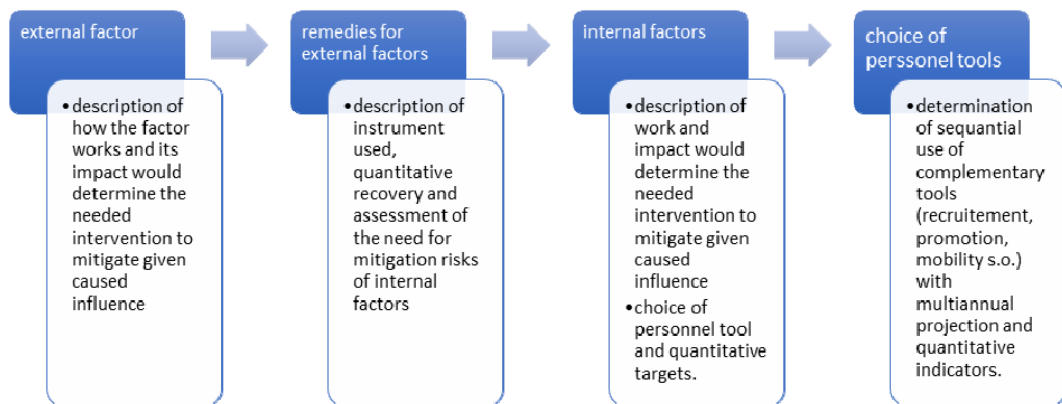 external factor
•description of
how the factor
works and its
impact would
determine the
needed
intervention to
mitigate given
caused
influence
remedies for
external factors
•description of
instrument
used,
quantitative
recovery and
assessment of
the need for
mitigation risks
of internal
factors
internal factors
•description of
work and
impact would
determine the
needed
intervention to
mitigate given
caused
influence
•choice of
personnel tool
and quantitative
targets.
choice of
perssonel tools
•determination
of sequantial
use of
complementary
tools
(recruitement,
promotion,
mobility s.o.)
with
multiannual
projection and
quantitative
indicators.